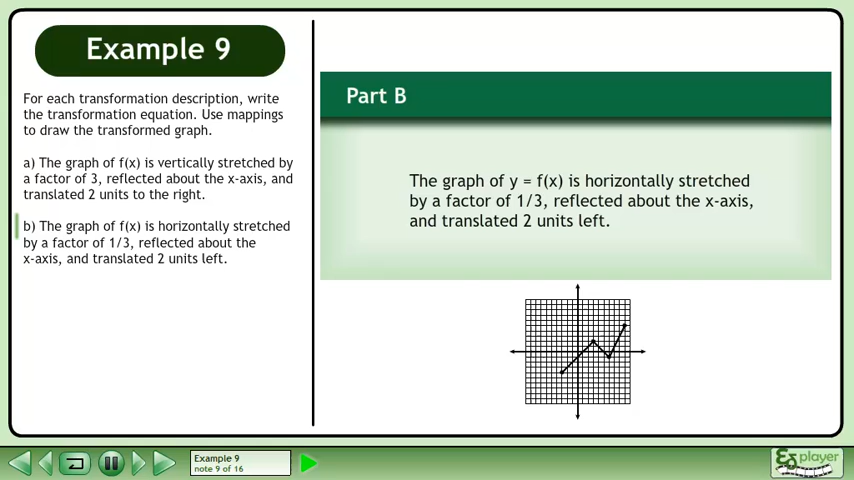 Example 9
For each transformation description, write
the transformation equation. Use mappings
to draw the transformed graph.
a) The graph of f(x) is vertically stretched by
a factor of 3, reflected about the x-axis, and
translated 2 units to the right.
b) The graph of f(x) is horizontally stretched
by a factor of 1/3, reflected about the
x-axis, and translated 2 units left.
Part B
The graph of y = f(x) is horizontally stretched
by a factor of 1/3, reflected about the x-axis,
and translated 2 units left.
Example 9
note 9 of 16
player